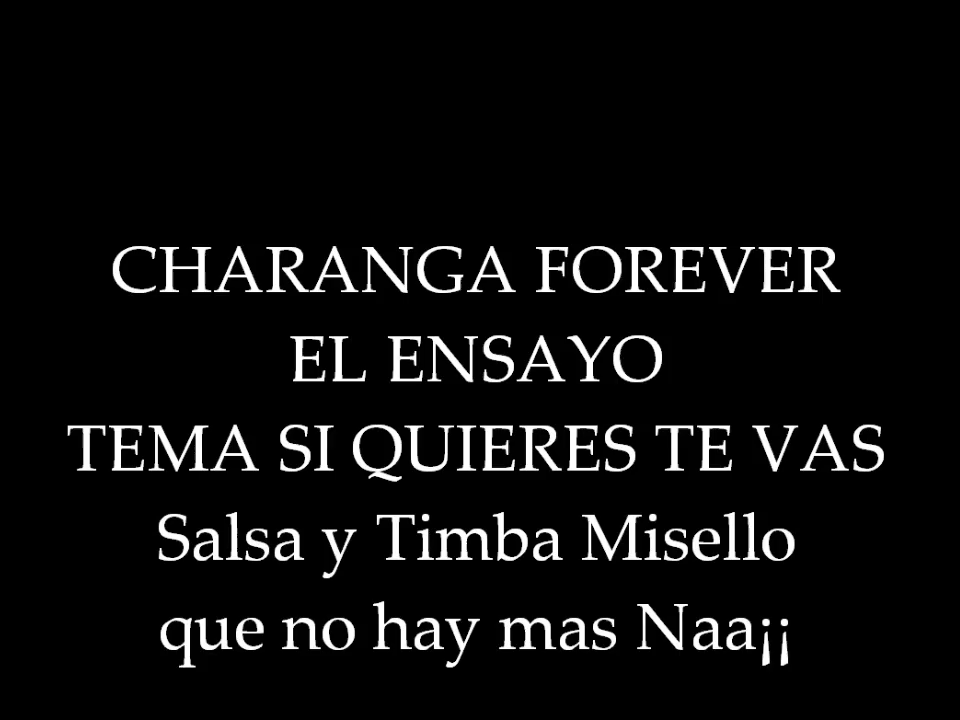 CHARANGA FOREVER
EL ENSAYO
TEMA SI QUIERES TE VAS
Salsa y Timba Misello
que no hay mas Naa¡¡